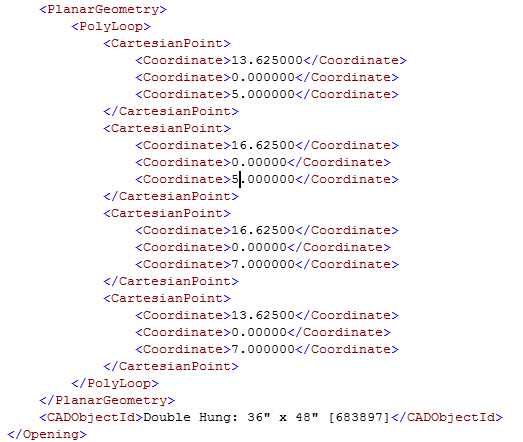 <PlanarGeometry>
<PolyLoop>
<CartesianPoint>
<Coordinate>13.625000</Coordinate>
<Coordinate>0.000000</Coordinate>
<Coordinate>5.000000</Coordinate>
</CartesianPoint>
<CartesianPoint>
<Coordinate>16.62500</Coordinate>
<Coordinate>0.00000</Coordinate>
<Coordinate>5.000000</Coordinate>
</CartesianPoint>
<CartesianPoint>
<Coordinate>16.62500</Coordinate>
<Coordinate>0.00000</Coordinate>
<Coordinate>7.000000</Coordinate>
</CartesianPoint>
<CartesianPoint>
<Coordinate>13.62500</Coordinate>
<Coordinate>0.00000</Coordinate>
<Coordinate>7.000000</Coordinate>
</CartesianPoint>
</PolyLoop>
</PlanarGeometry>
<CADObjectId>Double Hung: 36" x 48" [683897]</CADObjectId>
</Opening>